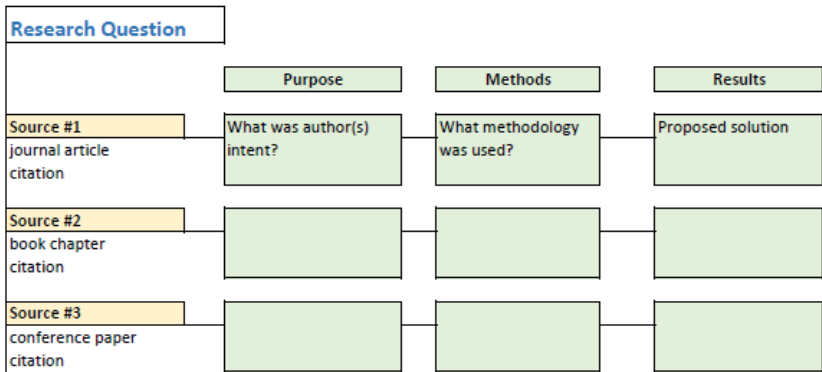 Research Question
Purpose Methods Results
Source #1 What was author(s) What methodology Proposed solution
journal article intent? was used?
citation
Source #2
book chapter
citation
Source #3
conference paper
citation